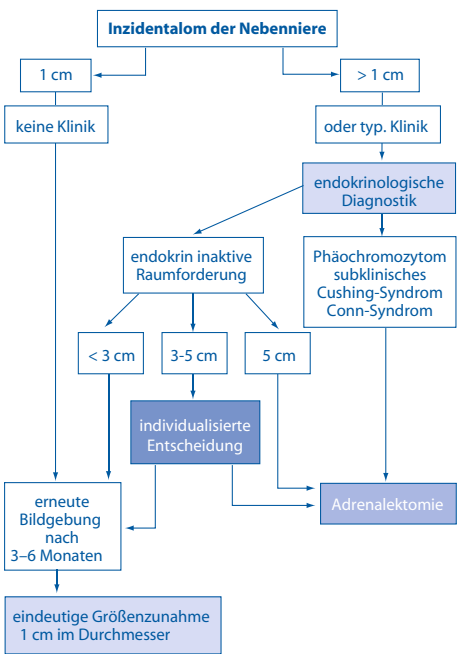 Inzidentalom der Nebenniere
1 cm
> 1 cm
keine Klinik
oder typ. Klinik
endokrinologische
Diagnostik
endokrin inaktive
Raumforderung
Phäochromozytom
subklinisches
Cushing-Syndrom
Conn-Syndrom
< 3 cm
3-5 cm
5 cm
individualisierte
Entscheidung
erneute
Bildgebung
nach
3–6 Monaten
Adrenalektomie
eindeutige Größenzunahme
1 cm im Durchmesser